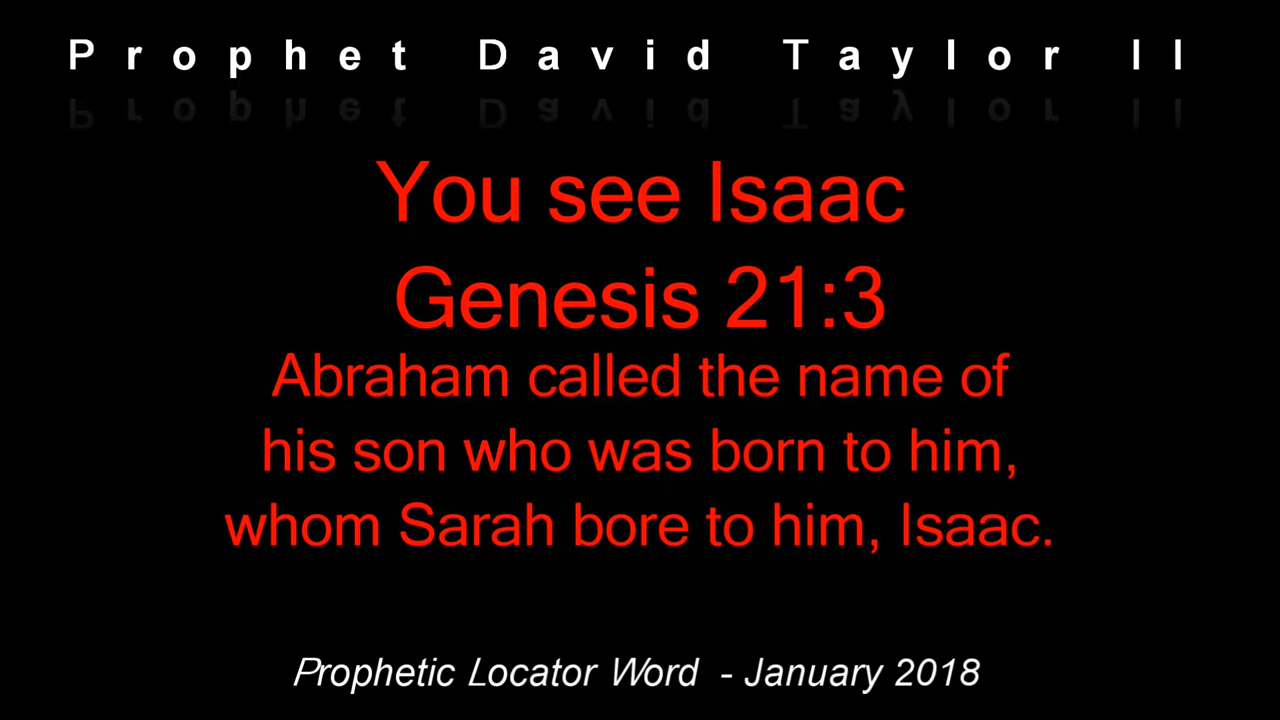 Prophet David Taylor II
You see Isaac
Genesis 21:3
Abraham called the name of
his son who was born to him,
whom Sarah bore to him, Isaac.
Prophetic Locator Word - January 2018